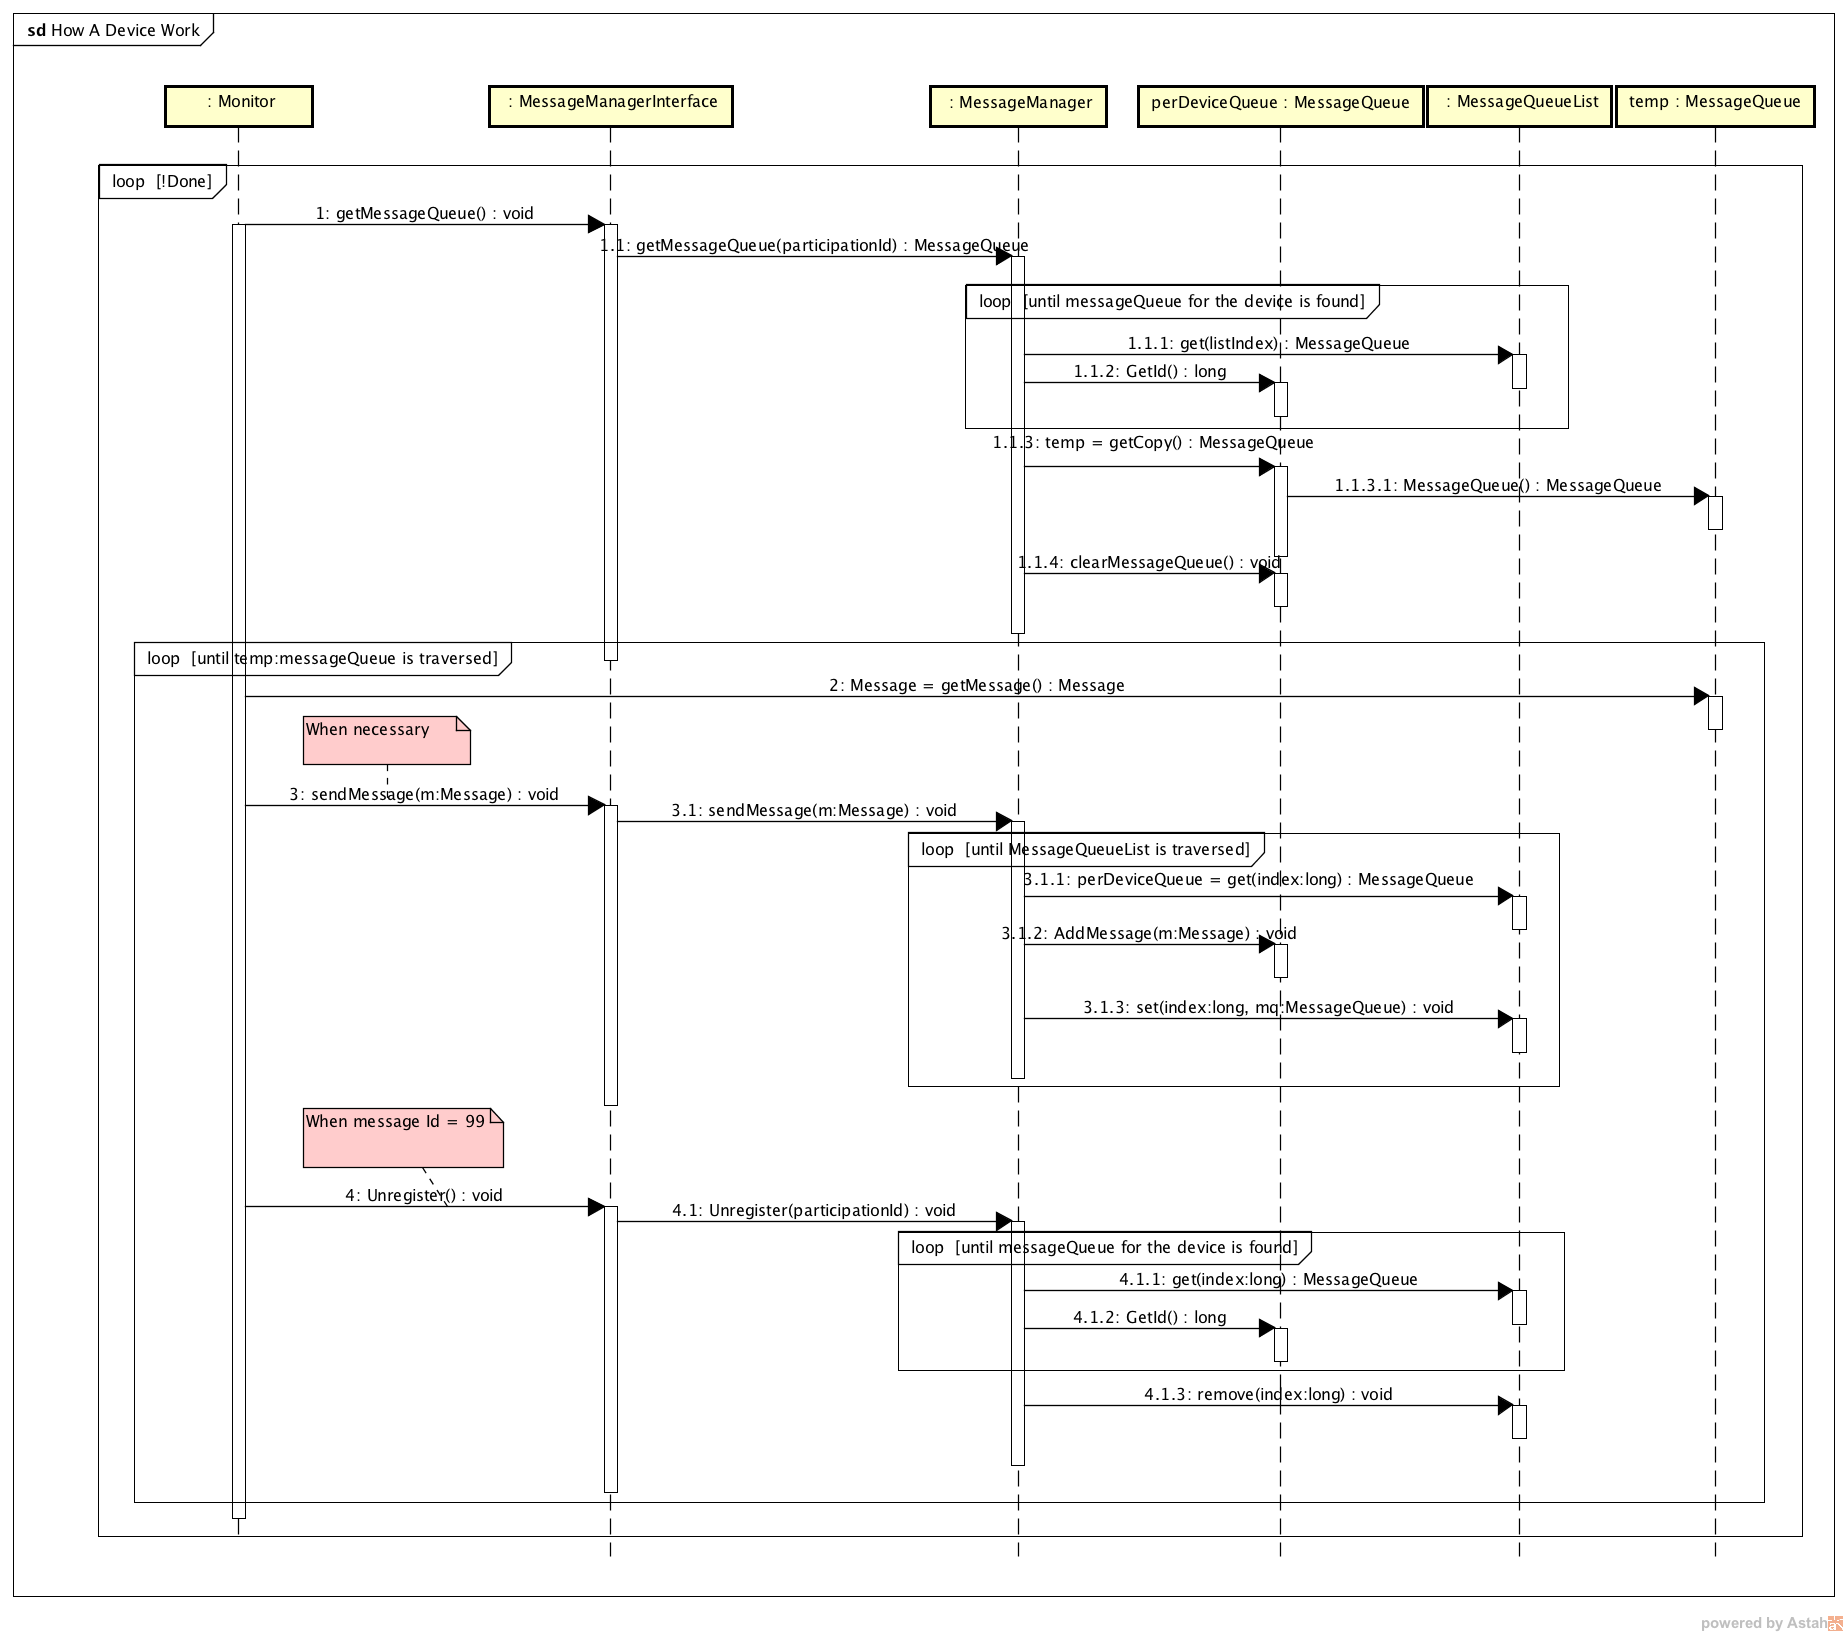 sd How A Device Work
: Monitor
: MessageManagerInterface
: MessageManager
perDeviceQueue : MessageQueue
: MessageQueueList
temp : MessageQueue
loop [!Done]
1: getMessageQueue() : void
1.1: getMessageQueue(participationId) : MessageQueue
loop [until messageQueue for the device is found]
1.1.1: get(listIndex) : MessageQueue
1.1.2: GetId() : long
1.1.3: temp = getCopy() : MessageQueue
1.1.3.1: MessageQueue() : MessageQueue
1.1.4: clearMessageQueue() : void
loop [until temp:messageQueue is traversed]
2: Message = getMessage() : Message
When necessary
3: sendMessage(m:Message) : void
3.1: sendMessage(m:Message) : void
loop [until MessageQueueList is traversed]
3.1.1: perDeviceQueue = get(index:long) : MessageQueue
3.1.2: AddMessage(m:Message) : void
3.1.3: set(index:long, mq:MessageQueue) : void
When message Id = 99
4: Unregister() : void
4.1: Unregister(participationId) : void
loop [until messageQueue for the device is found]
4.1.1: get(index:long) : MessageQueue
4.1.2: GetId() : long
4.1.3: remove(index:long) : void
powered by Astah